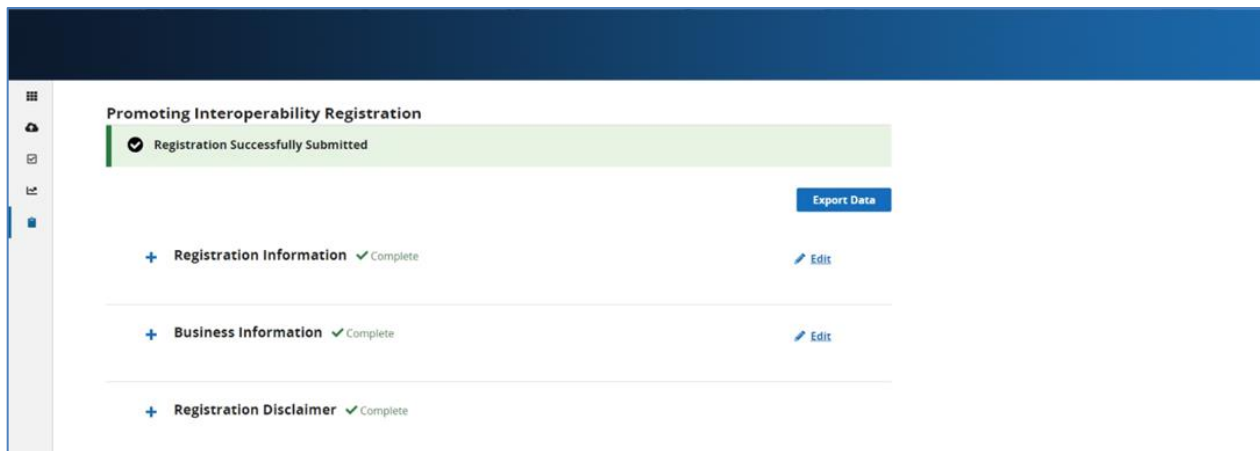 Promoting Interoperability Registration
Registration Successfully Submitted
Export Data
Registration Information Complete
Edit
Business Information Complete
Edit
Registration Disclaimer Complete